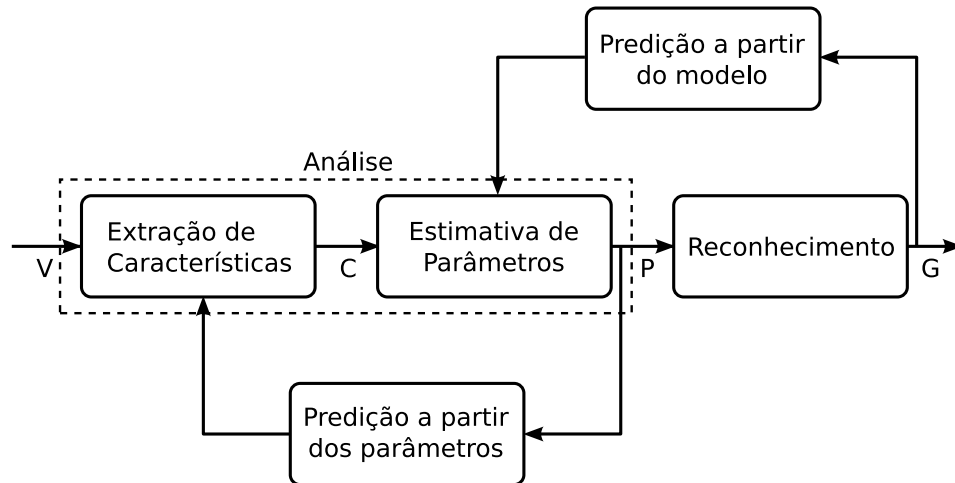 Predição a partir
do modelo
Análise
Extração de
Características
Estimativa de
Parâmetros
Reconhecimento
V
C
P
G
Predição a partir
dos parâmetros